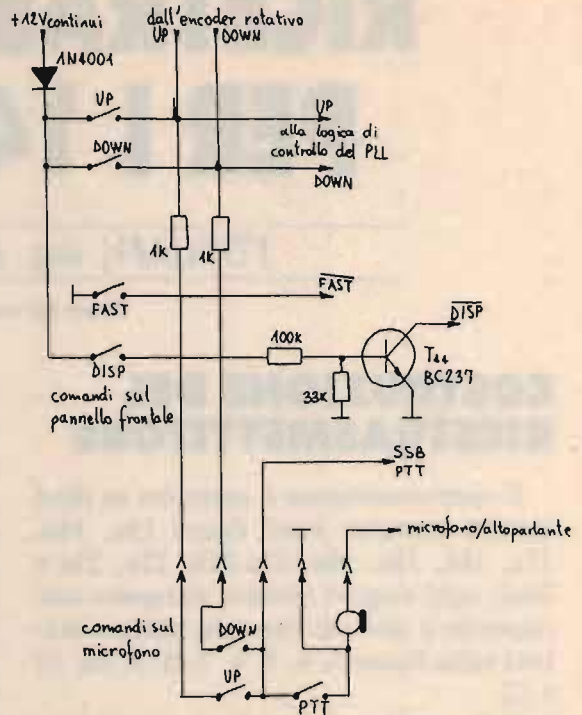 +12V continui
dall'encoder rotativo
UP
DOWN
1N4001
UP
UP
alla logica di
controllo del PLL
DOWN
DOWN
1K
1K
FAST
FAST
DISP
100K
DISP
T44
BC237
33K
comandi sul
pannello frontale
SSB
PTT
microfono/altoparlante
comandi sul
microfono
DOWN
UP
PTT